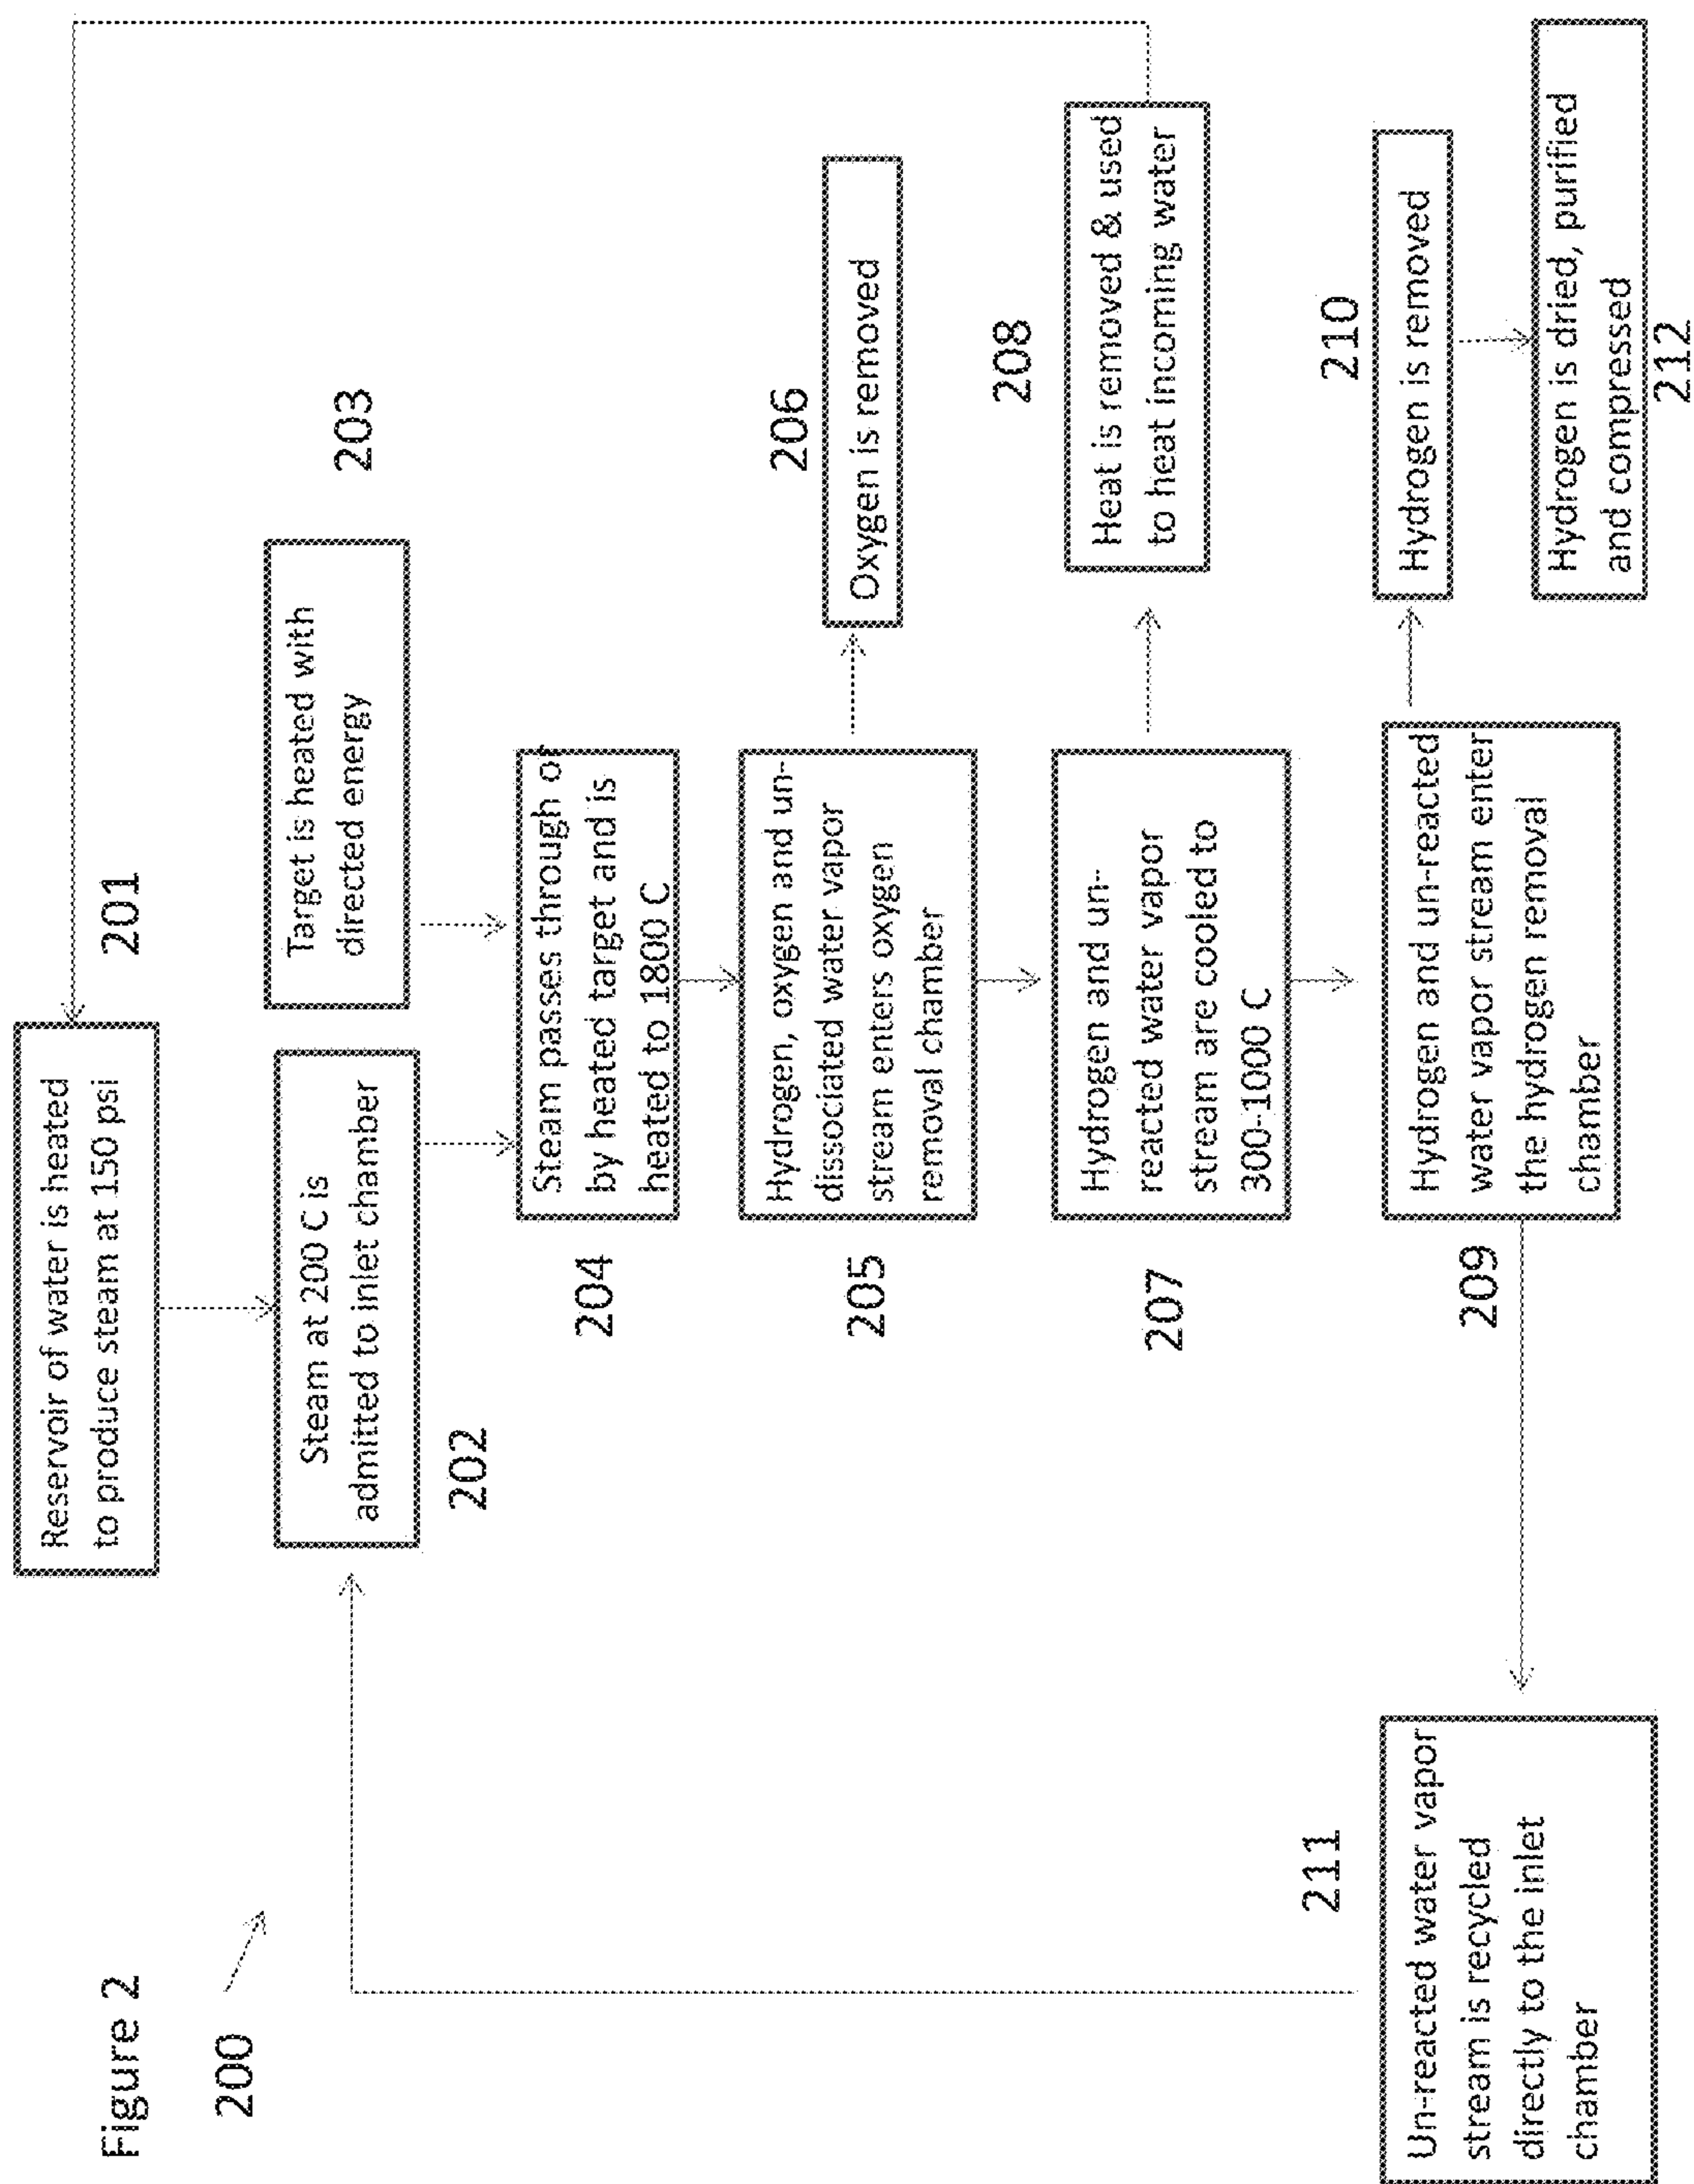 Figure 2
200
201
Reservoir of water is heated
to produce steam at 150 psi
Steam at 200 C is
admitted to inlet chamber
202
203
Target is heated with
directed energy
Steam passes through or
by heated target and is
heated to 1800 C
204
Hydrogen, oxygen and un-
dissociated water vapor
stream enters oxygen
removal chamber
205
206
Oxygen is removed
Hydrogen and un-
reacted water vapor
stream are cooled to
300-1000 C
207
208
Heat is removed & used
to heat incoming water
Hydrogen and un-reacted
water vapor stream enter
the hydrogen removal
chamber
209
210
Hydrogen is removed
211
Un-reacted water vapor
stream is recycled
directly to the inlet
chamber
Hydrogen is dried, purified
and compressed
212